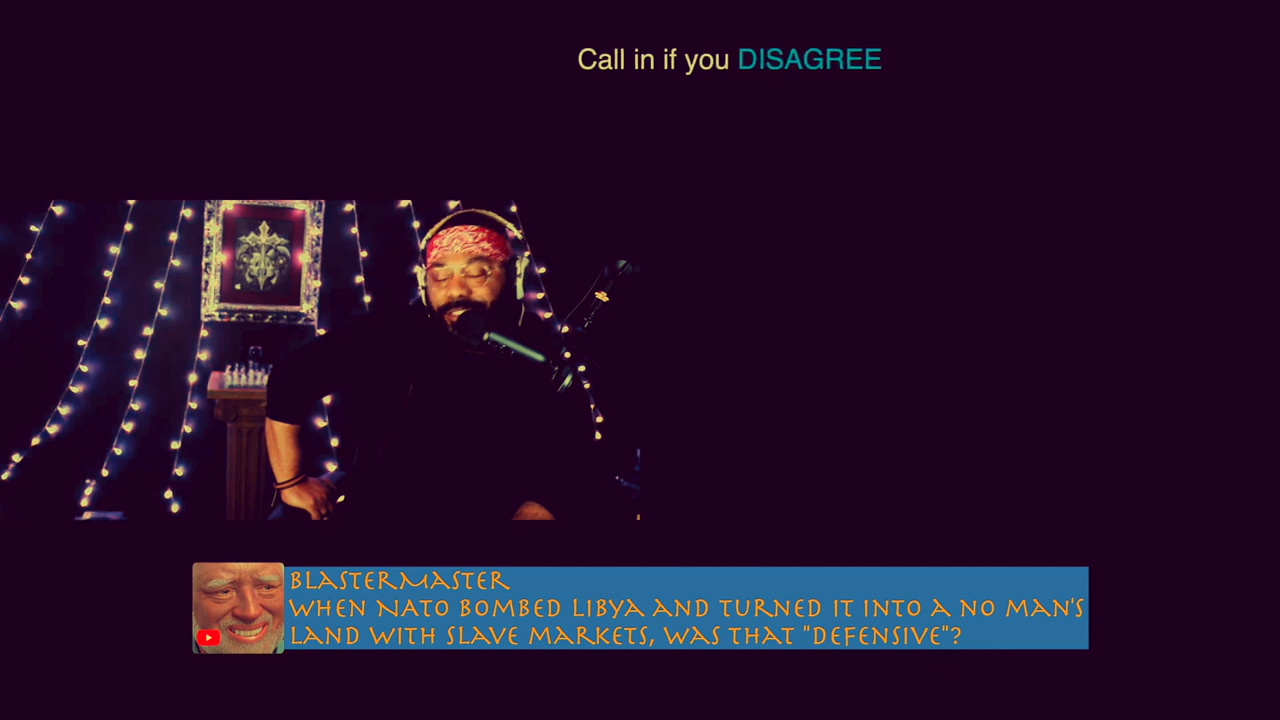 Call in if you DISAGREE
BLASTERMASTER
WHEN NATO BOMBED LIBYA AND TURNED IT INTO A NO MAN'S
LAND WITH SLAVE MARKETS, WAS THAT "DEFENSIVE"?